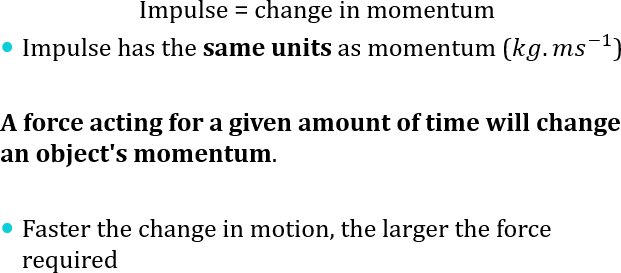 Impulse = change in momentum
• Impulse has the same units as momentum (kg.ms⁻¹)
A force acting for a given amount of time will change
an object's momentum.
• Faster the change in motion, the larger the force
required